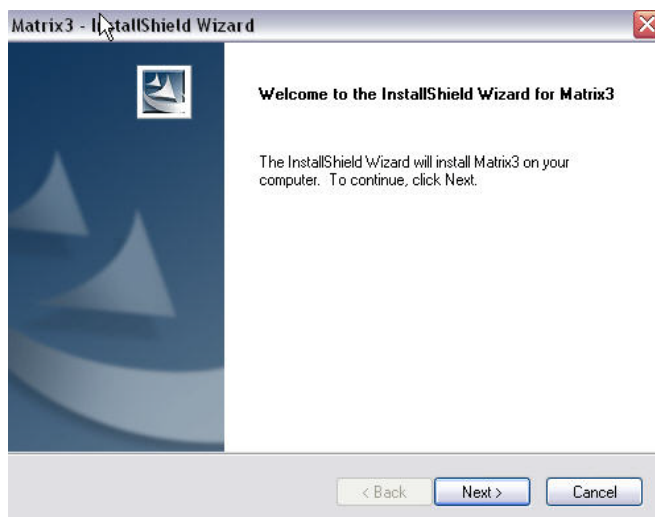 Matrix3 - InstallShield Wizard
Welcome to the InstallShield Wizard for Matrix3
The InstallShield Wizard will install Matrix3 on your
computer. To continue, click Next.
< Back
Next >
Cancel